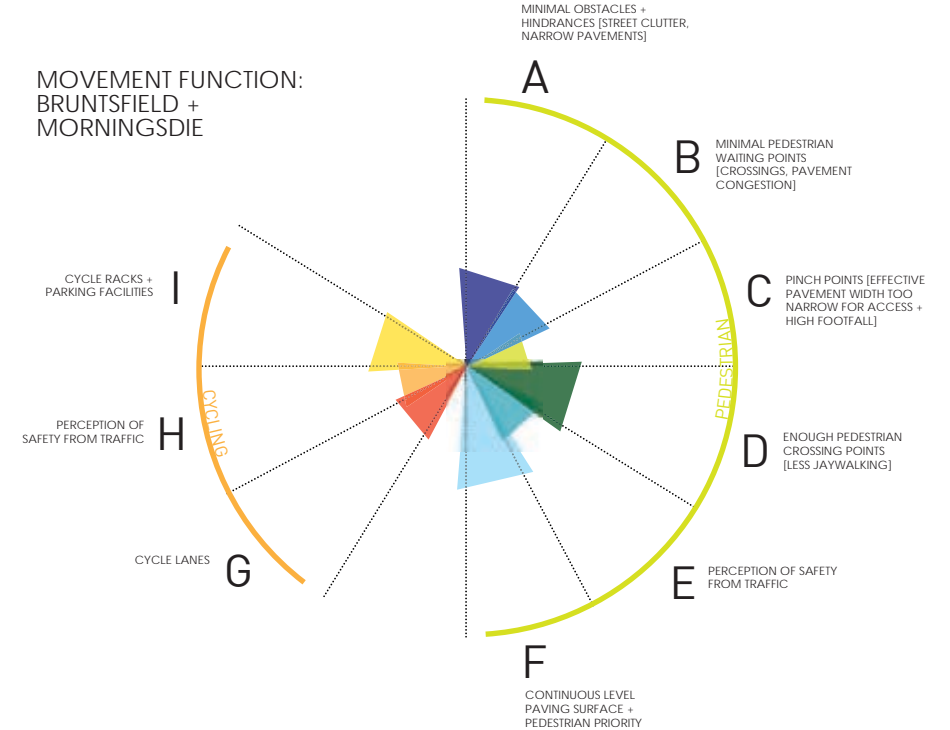 MOVEMENT FUNCTION:
BRUNTSFIELD +
MORNINGSDIE
MINIMAL OBSTACLES +
HINDRANCES [STREET CLUTTER,
NARROW PAVEMENTS]
A
B
MINIMAL PEDESTRIAN
WAITING POINTS
[CROSSINGS, PAVEMENT
CONGESTION]
C
PINCH POINTS [EFFECTIVE
PAVEMENT WIDTH TOO
NARROW FOR ACCESS +
HIGH FOOTFALL]
PEDESTRIAN
D
ENOUGH PEDESTRIAN
CROSSING POINTS
[LESS JAYWALKING]
E
PERCEPTION OF SAFETY
FROM TRAFFIC
F
CONTINUOUS LEVEL
PAVING SURFACE +
PEDESTRIAN PRIORITY
CYCLE LANES
G
PERCEPTION OF
SAFETY FROM TRAFFIC
H
CYCLING
CYCLE RACKS +
PARKING FACILITIES
I